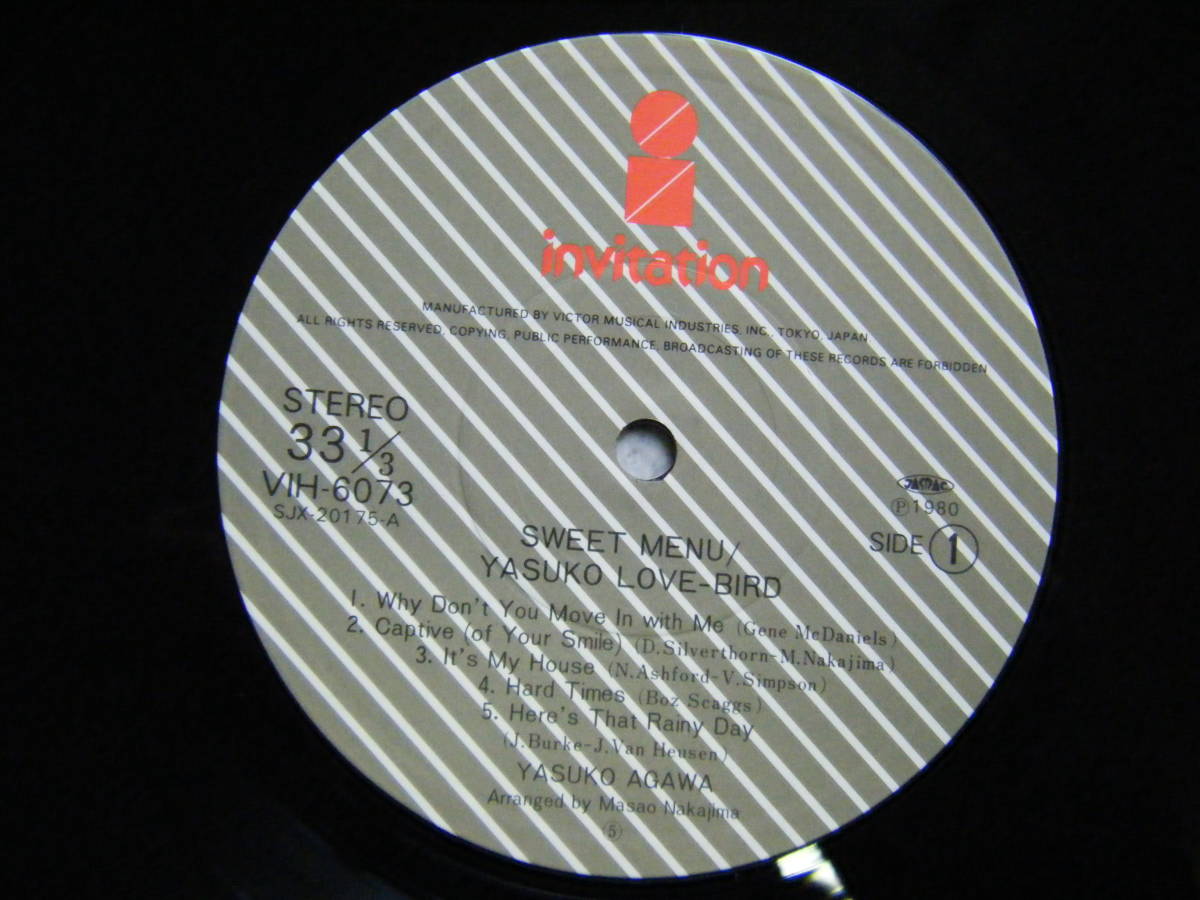 invitation
MANUFACTURED BY VICTOR MUSICAL INDUSTRIES, INC., TOKYO, JAPAN.
ALL RIGHTS RESERVED, COPYING, PUBLIC PERFORMANCE, BROADCASTING OF THESE RECORDS ARE FORBIDDEN
STEREO
33 1/3
VIH-6073
SJX-20175-A
JASRAC
Ⓟ1980
SIDE 1
SWEET MENU/
YASUKO LOVE-BIRD
1. Why Don't You Move In with Me (Gene McDaniels)
2. Captive (of Your Smile) (D.Silverthorn-M.Nakajima)
3. It's My House (N.Ashford-V.Simpson)
4. Hard Times (Boz Scaggs)
5. Here's That Rainy Day
(J.Burke-J.Van Heusen)
YASUKO AGAWA
Arranged by Masao Nakajima
⑤